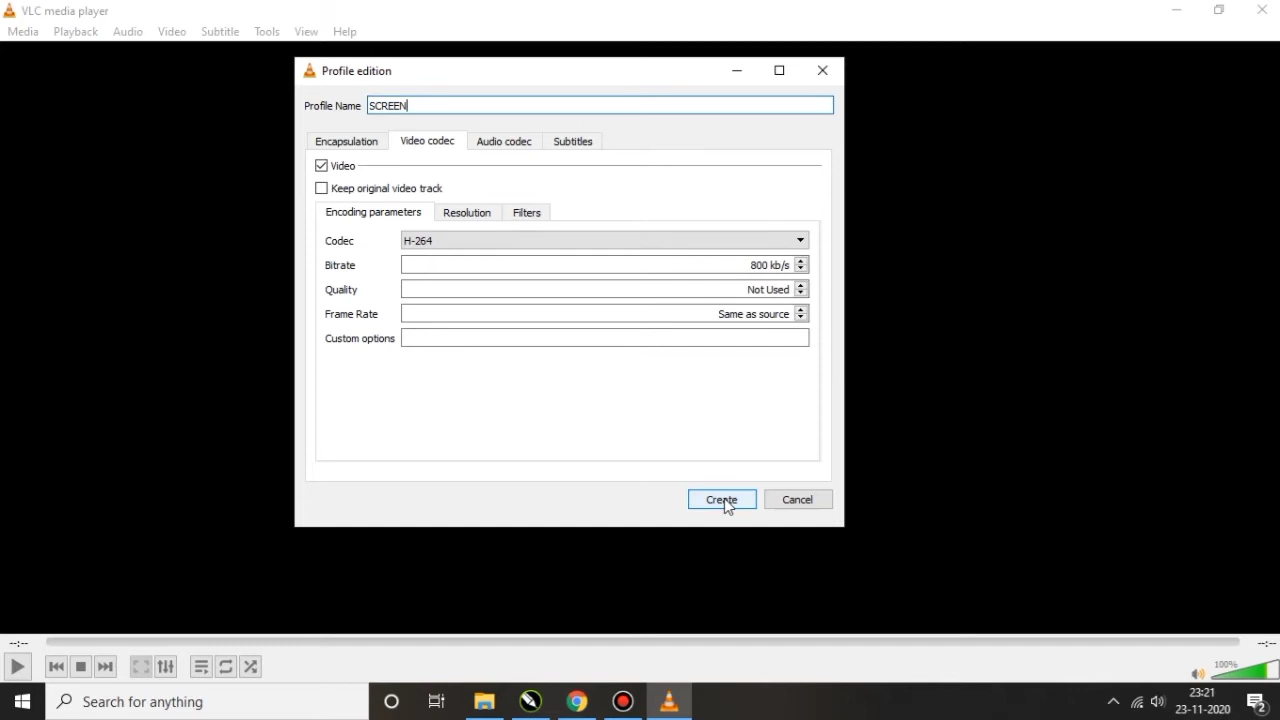 VLC media player
Media Playback Audio Video Subtitle Tools View Help
Profile edition
Profile Name SCREEN
Encapsulation Video codec Audio codec Subtitles
Video
Keep original video track
Encoding parameters Resolution Filters
Codec H-264
Bitrate 800 kb/s
Quality Not Used
Frame Rate Same as source
Custom options
Create Cancel
--:-- --:--
100%
Search for anything
23:21
23-11-2020
2